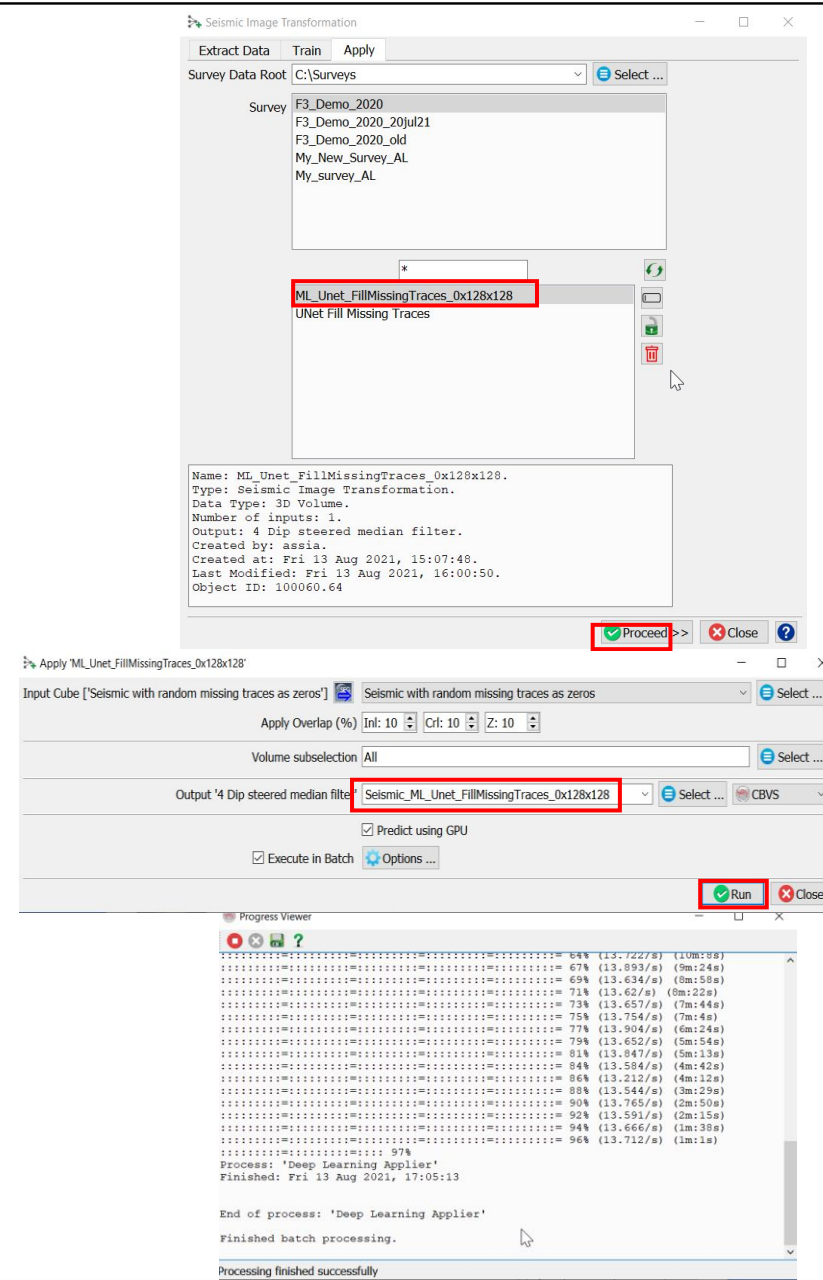 Seismic Image Transformation
Extract Data Train Apply
Survey Data Root C:\Surveys Select ...
Survey F3_Demo_2020
F3_Demo_2020_20jul21
F3_Demo_2020_old
My_New_Survey_AL
My_survey_AL
*
ML_Unet_FillMissingTraces_0x128x128
UNet Fill Missing Traces
Name: ML_Unet_FillMissingTraces_0x128x128.
Type: Seismic Image Transformation.
Data Type: 3D Volume.
Number of inputs: 1.
Output: 4 Dip steered median filter.
Created by: assia.
Created at: Fri 13 Aug 2021, 15:07:48.
Last Modified: Fri 13 Aug 2021, 16:00:50.
Object ID: 100060.64
Proceed >> Close ?
Apply 'ML_Unet_FillMissingTraces_0x128x128'
Input Cube ['Seismic with random missing traces as zeros'] Seismic with random missing traces as zeros Select ...
Apply Overlap (%) Inl: 10 Crl: 10 Z: 10
Volume subselection All Select ...
Output '4 Dip steered median filter' Seismic_ML_Unet_FillMissingTraces_0x128x128 Select ... CBVS
Predict using GPU
Execute in Batch Options ...
Run Close
Progress Viewer
?
:::::::::=:::::::::=:::::::::=:::::::::=:::::::::= 64% (13.722/s) (10m:8s)
:::::::::=:::::::::=:::::::::=:::::::::=:::::::::= 67% (13.893/s) (9m:24s)
:::::::::=:::::::::=:::::::::=:::::::::=:::::::::= 69% (13.634/s) (8m:58s)
:::::::::=:::::::::=:::::::::=:::::::::=:::::::::= 71% (13.62/s) (8m:22s)
:::::::::=:::::::::=:::::::::=:::::::::=:::::::::= 73% (13.657/s) (7m:44s)
:::::::::=:::::::::=:::::::::=:::::::::=:::::::::= 75% (13.754/s) (7m:4s)
:::::::::=:::::::::=:::::::::=:::::::::=:::::::::= 77% (13.904/s) (6m:24s)
:::::::::=:::::::::=:::::::::=:::::::::=:::::::::= 79% (13.652/s) (5m:54s)
:::::::::=:::::::::=:::::::::=:::::::::=:::::::::= 81% (13.847/s) (5m:13s)
:::::::::=:::::::::=:::::::::=:::::::::=:::::::::= 84% (13.584/s) (4m:42s)
:::::::::=:::::::::=:::::::::=:::::::::=:::::::::= 86% (13.212/s) (4m:12s)
:::::::::=:::::::::=:::::::::=:::::::::=:::::::::= 88% (13.544/s) (3m:29s)
:::::::::=:::::::::=:::::::::=:::::::::=:::::::::= 90% (13.765/s) (2m:50s)
:::::::::=:::::::::=:::::::::=:::::::::=:::::::::= 92% (13.591/s) (2m:15s)
:::::::::=:::::::::=:::::::::=:::::::::=:::::::::= 94% (13.666/s) (1m:38s)
:::::::::=:::::::::=:::::::::=:::::::::=:::::::::= 96% (13.712/s) (1m:1s)
:::::::::=:::::::::=:::: 97%
Process: 'Deep Learning Applier'
Finished: Fri 13 Aug 2021, 17:05:13
End of process: 'Deep Learning Applier'
Finished batch processing.
Processing finished successfully